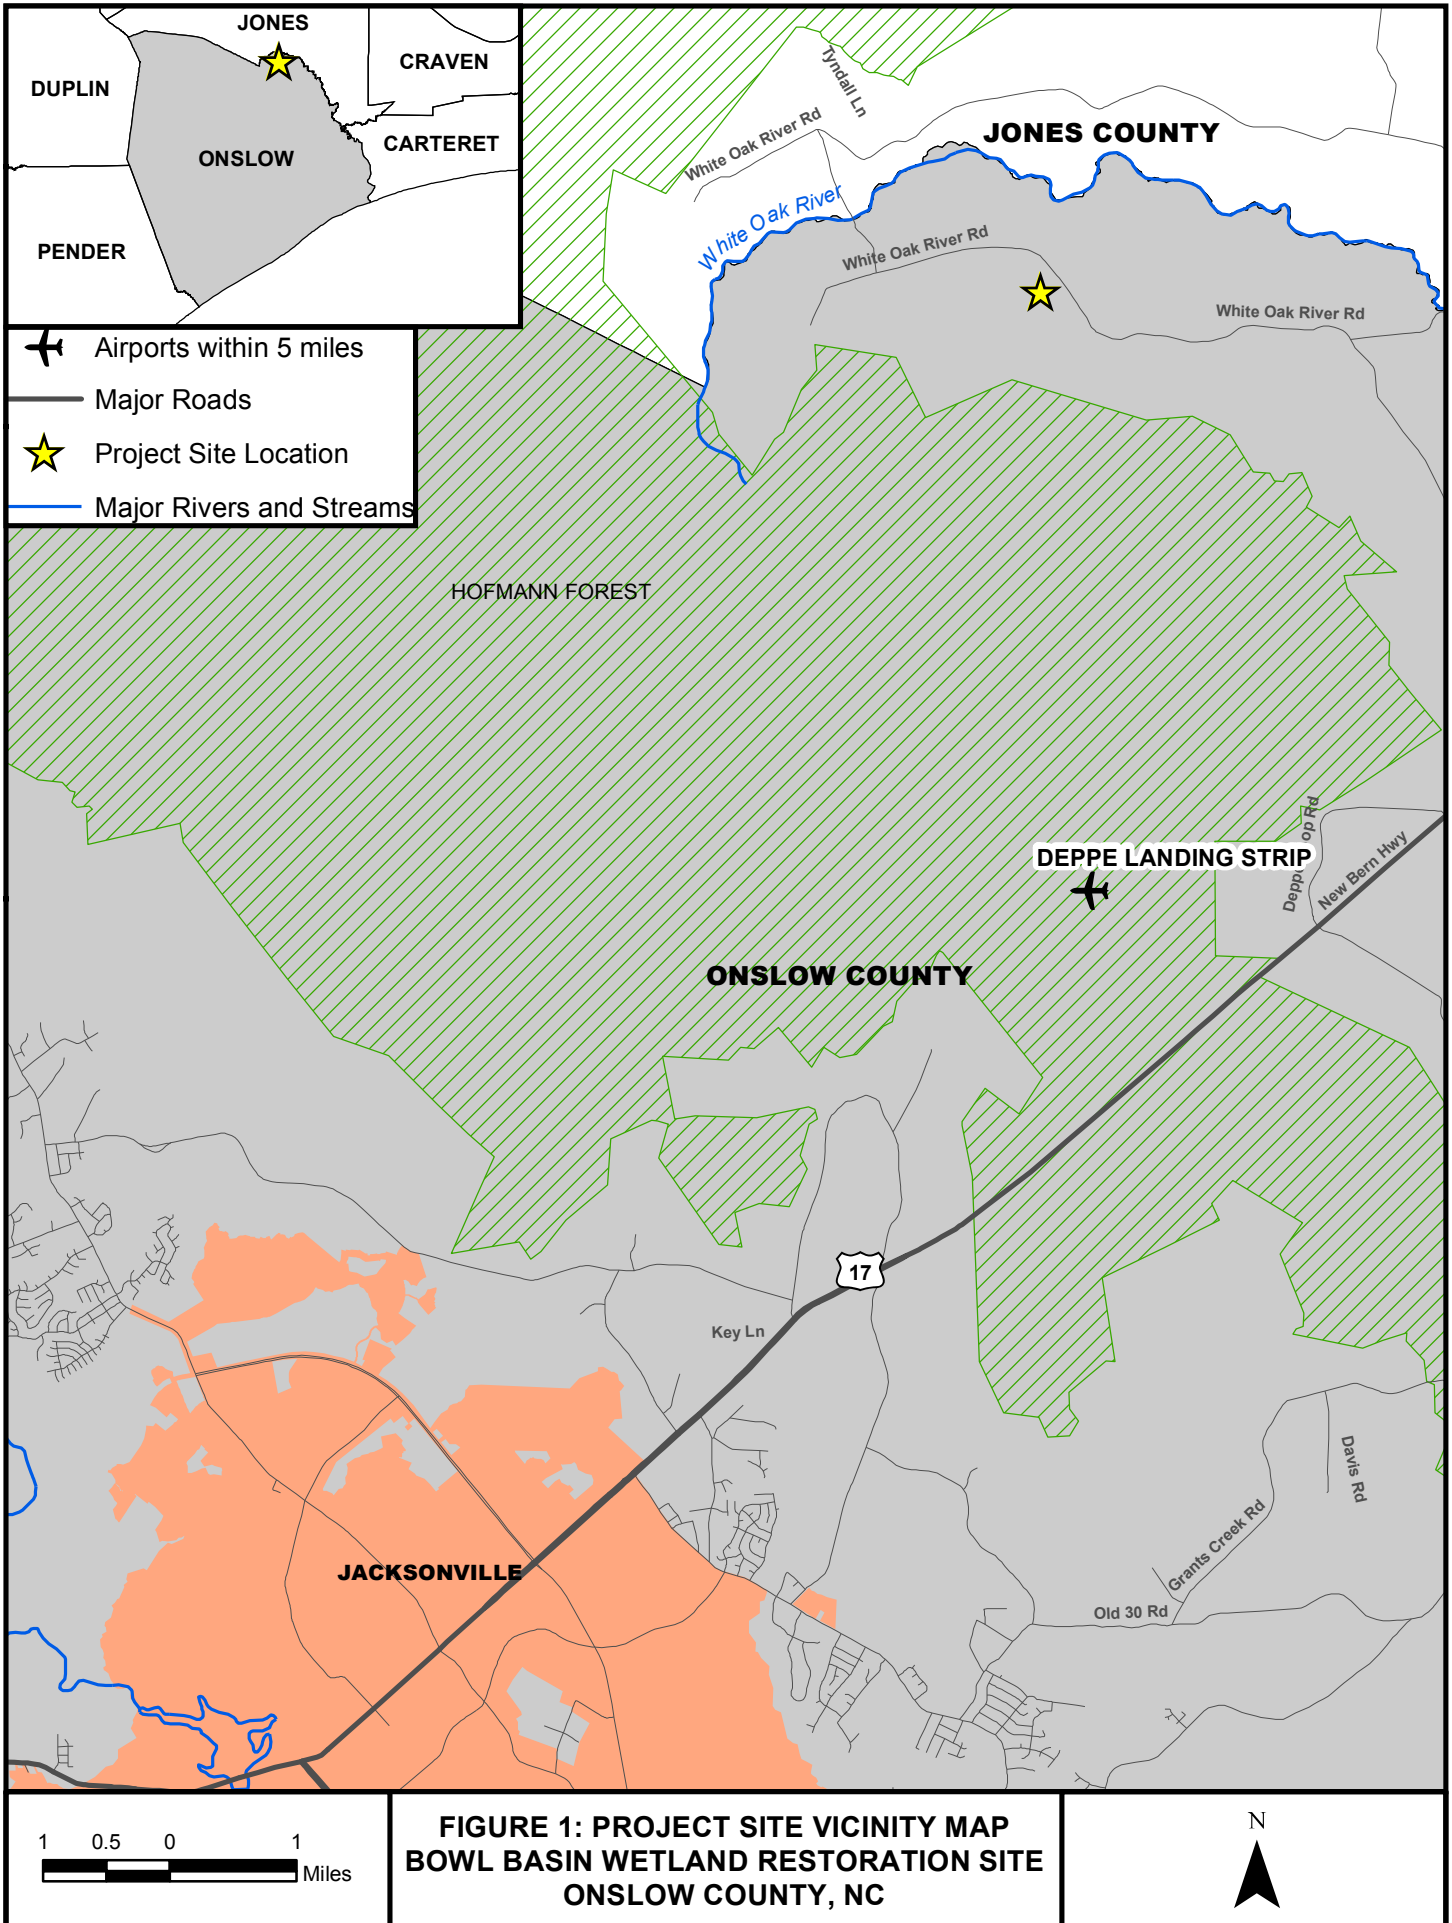 JONES
CRAVEN
DUPLIN
CARTERET
ONSLOW
PENDER
Airports within 5 miles
Major Roads
Project Site Location
Major Rivers and Streams
Tyndall Ln
White Oak River Rd
JONES COUNTY
White Oak River
White Oak River Rd
White Oak River Rd
HOFMANN FOREST
DEPPE LANDING STRIP
New Bern Hwy
ONSLOW COUNTY
17
Key Ln
Davis Rd
Grants Creek Rd
Old 30 Rd
JACKSONVILLE
1 0.5 0 1
Miles
FIGURE 1: PROJECT SITE VICINITY MAP
BOWL BASIN WETLAND RESTORATION SITE
ONSLOW COUNTY, NC
N